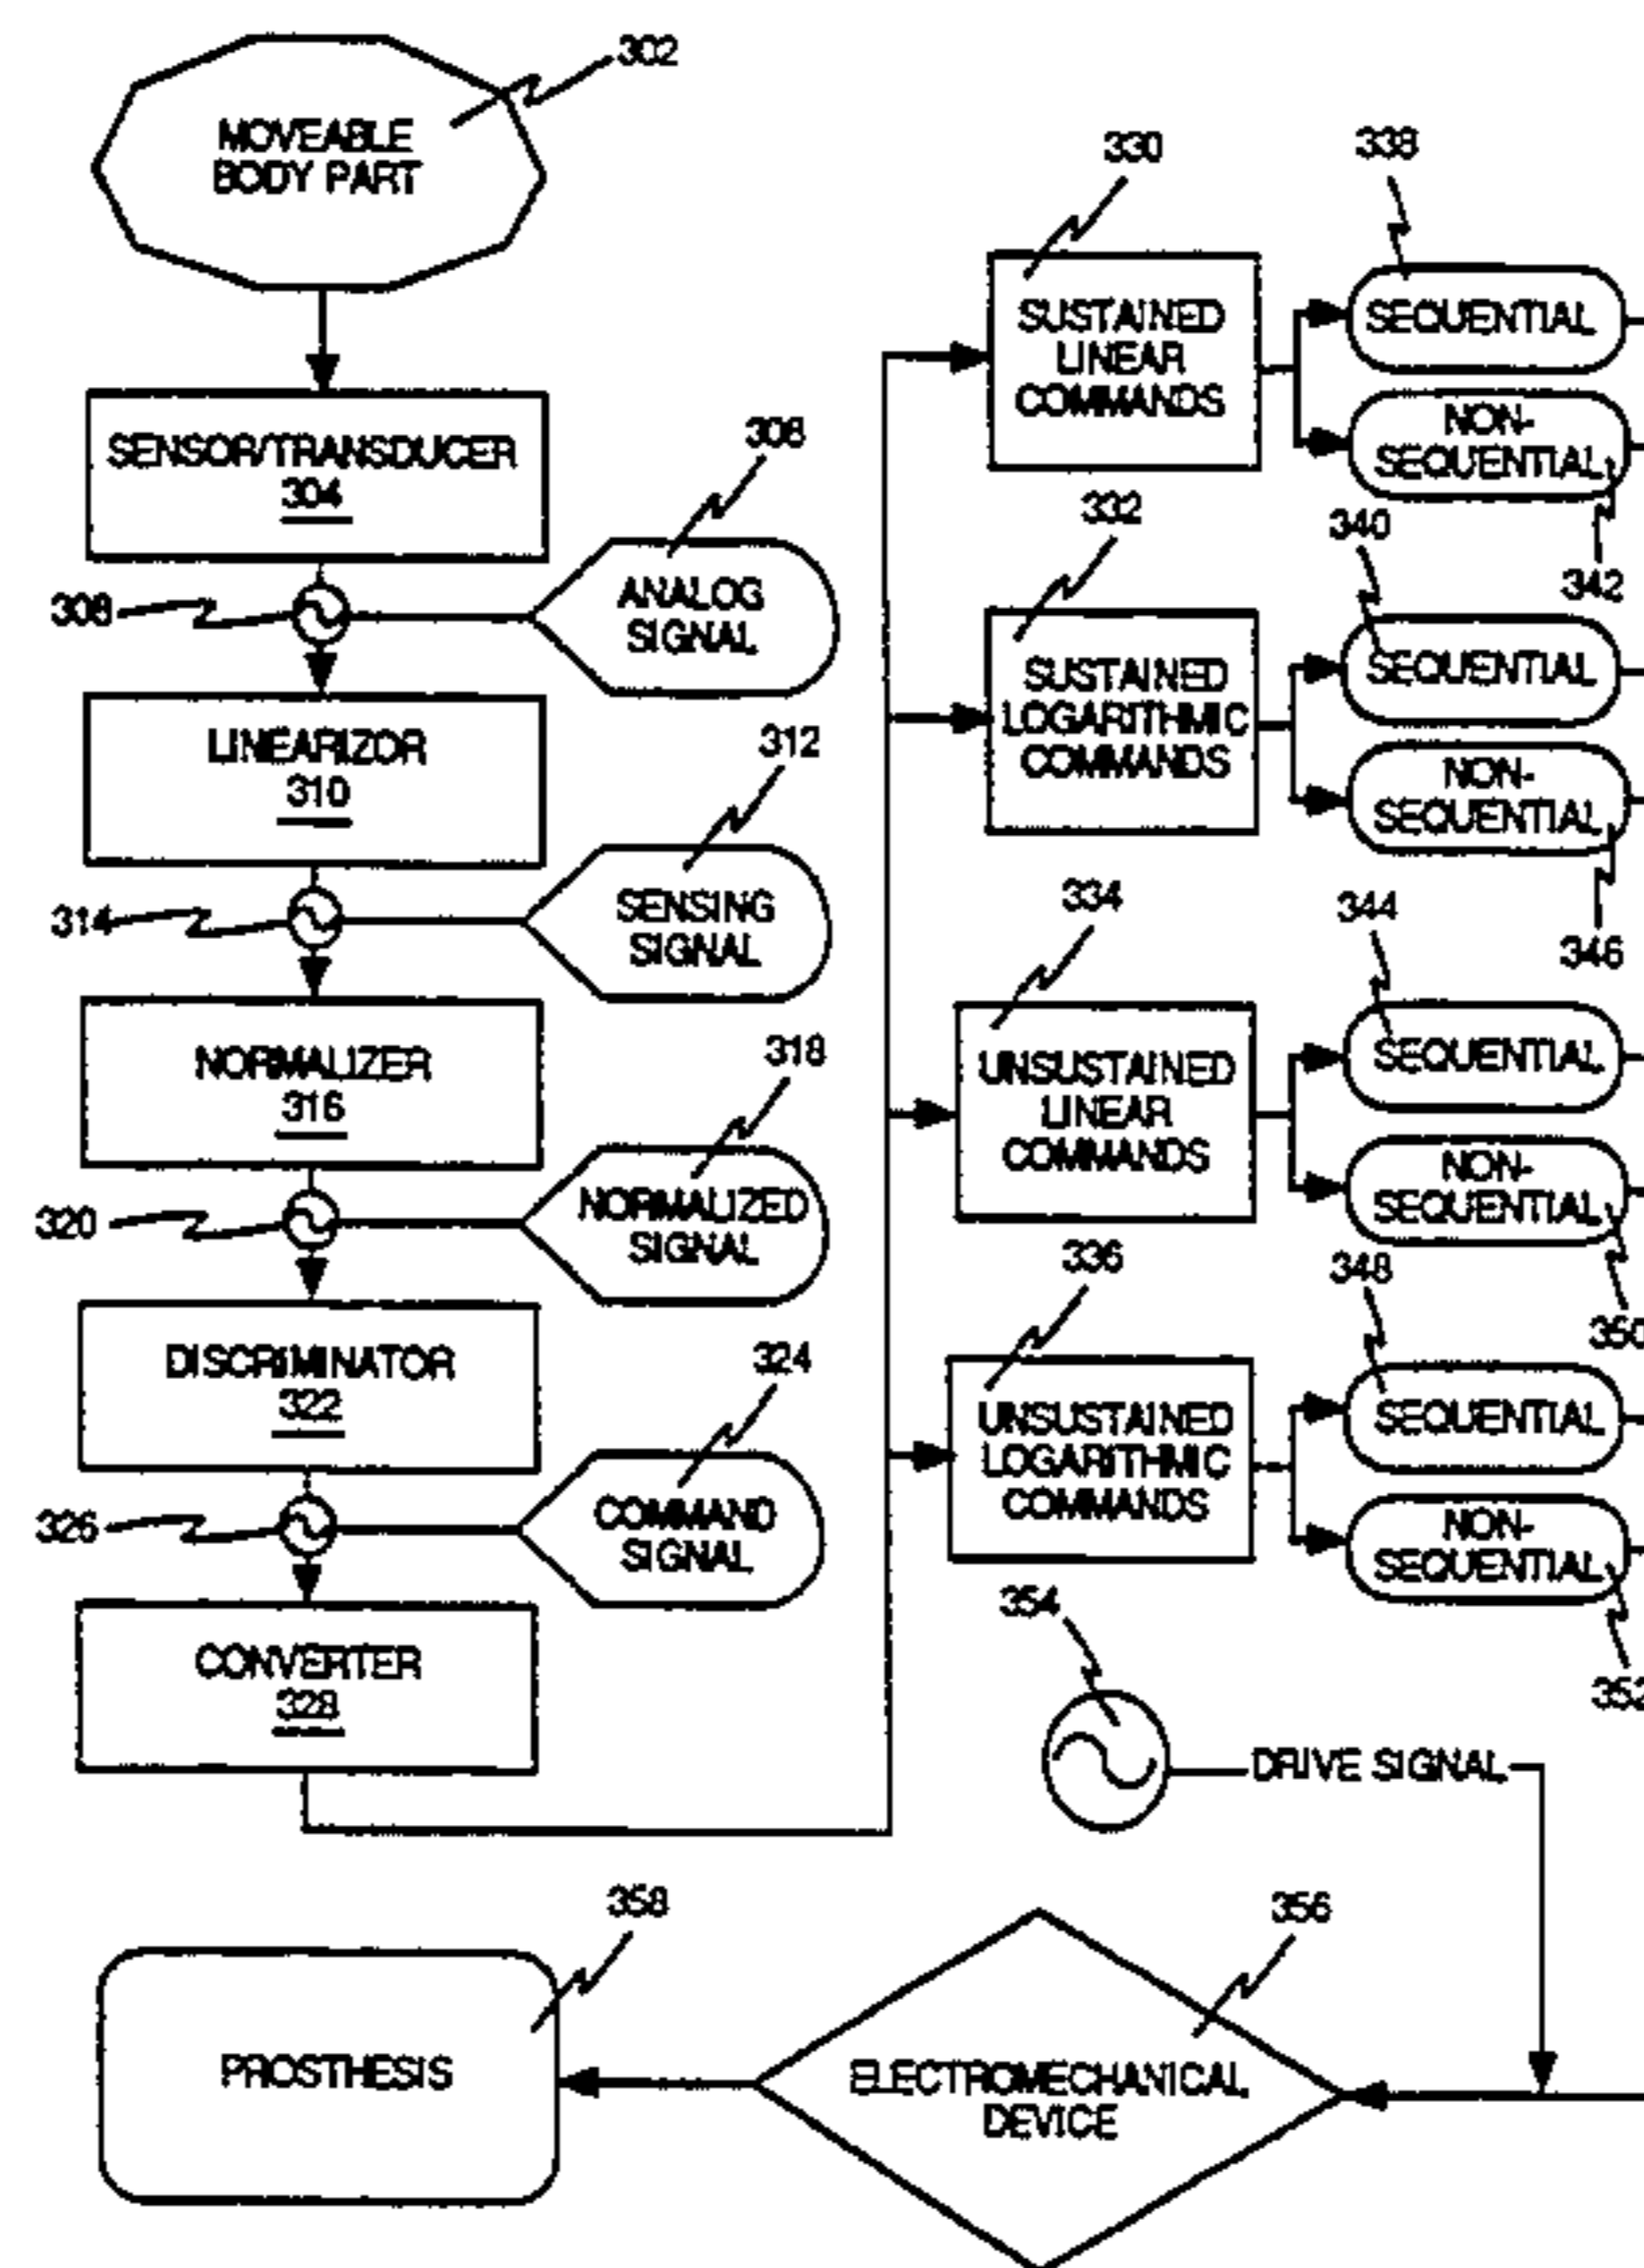 302
MOVEABLE
BODY PART
SENSOR/TRANSDUCER
304
308
ANALOG
SIGNAL
LINEARIZOR
310
312
314
SENSING
SIGNAL
NORMALIZER
316
318
320
NORMALIZED
SIGNAL
DISCRIMINATOR
322
324
326
COMMAND
SIGNAL
CONVERTER
328
330
SUSTAINED
LINEAR
COMMANDS
338
SEQUENTIAL
NON-
SEQUENTIAL
342
332
SUSTAINED
LOGARITHMIC
COMMANDS
340
SEQUENTIAL
NON-
SEQUENTIAL
346
334
UNSUSTAINED
LINEAR
COMMANDS
344
SEQUENTIAL
NON-
SEQUENTIAL
350
336
UNSUSTAINED
LOGARITHMIC
COMMANDS
348
SEQUENTIAL
NON-
SEQUENTIAL
352
354
DRIVE SIGNAL
356
ELECTROMECHANICAL
DEVICE
358
PROSTHESIS